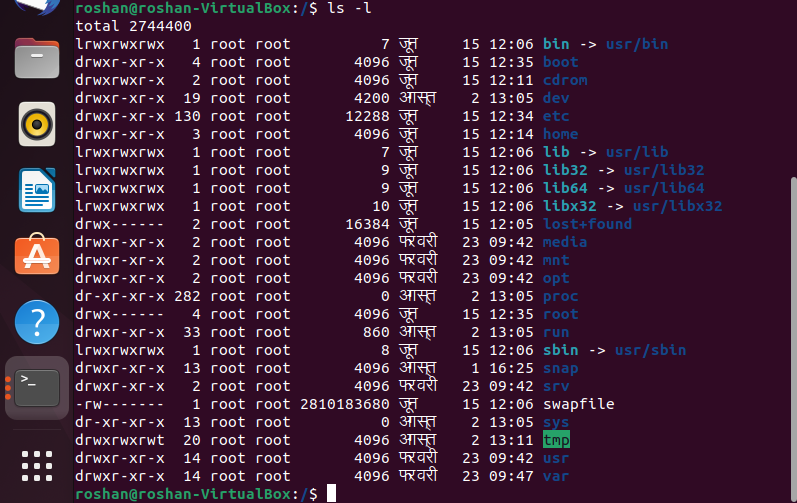 roshan@roshan-VirtualBox:/$ ls -l
total 2744400
lrwxrwxrwx 1 root root 7 जून 15 12:06 bin -> usr/bin
drwxr-xr-x 4 root root 4096 जून 15 12:35 boot
drwxrwxr-x 2 root root 4096 जून 15 12:11 cdrom
drwxr-xr-x 19 root root 4200 अगस्त 2 13:05 dev
drwxr-xr-x 130 root root 12288 जून 15 12:34 etc
drwxr-xr-x 3 root root 4096 जून 15 12:14 home
lrwxrwxrwx 1 root root 7 जून 15 12:06 lib -> usr/lib
lrwxrwxrwx 1 root root 9 जून 15 12:06 lib32 -> usr/lib32
lrwxrwxrwx 1 root root 9 जून 15 12:06 lib64 -> usr/lib64
lrwxrwxrwx 1 root root 10 जून 15 12:06 libx32 -> usr/libx32
drwx------ 2 root root 16384 जून 15 12:05 lost+found
drwxr-xr-x 2 root root 4096 फरवरी 23 09:42 media
drwxr-xr-x 2 root root 4096 फरवरी 23 09:42 mnt
drwxr-xr-x 2 root root 4096 फरवरी 23 09:42 opt
dr-xr-xr-x 282 root root 0 अगस्त 2 13:05 proc
drwx------ 4 root root 4096 जून 15 12:35 root
drwxr-xr-x 33 root root 860 अगस्त 2 13:05 run
lrwxrwxrwx 1 root root 8 जून 15 12:06 sbin -> usr/sbin
drwxr-xr-x 13 root root 4096 अगस्त 1 16:25 snap
drwxr-xr-x 2 root root 4096 फरवरी 23 09:42 srv
-rw------- 1 root root 2810183680 जून 15 12:06 swapfile
dr-xr-xr-x 13 root root 0 अगस्त 2 13:05 sys
drwxrwxrwt 20 root root 4096 अगस्त 2 13:11 tmp
drwxr-xr-x 14 root root 4096 फरवरी 23 09:42 usr
drwxr-xr-x 14 root root 4096 फरवरी 23 09:47 var
roshan@roshan-VirtualBox:/$